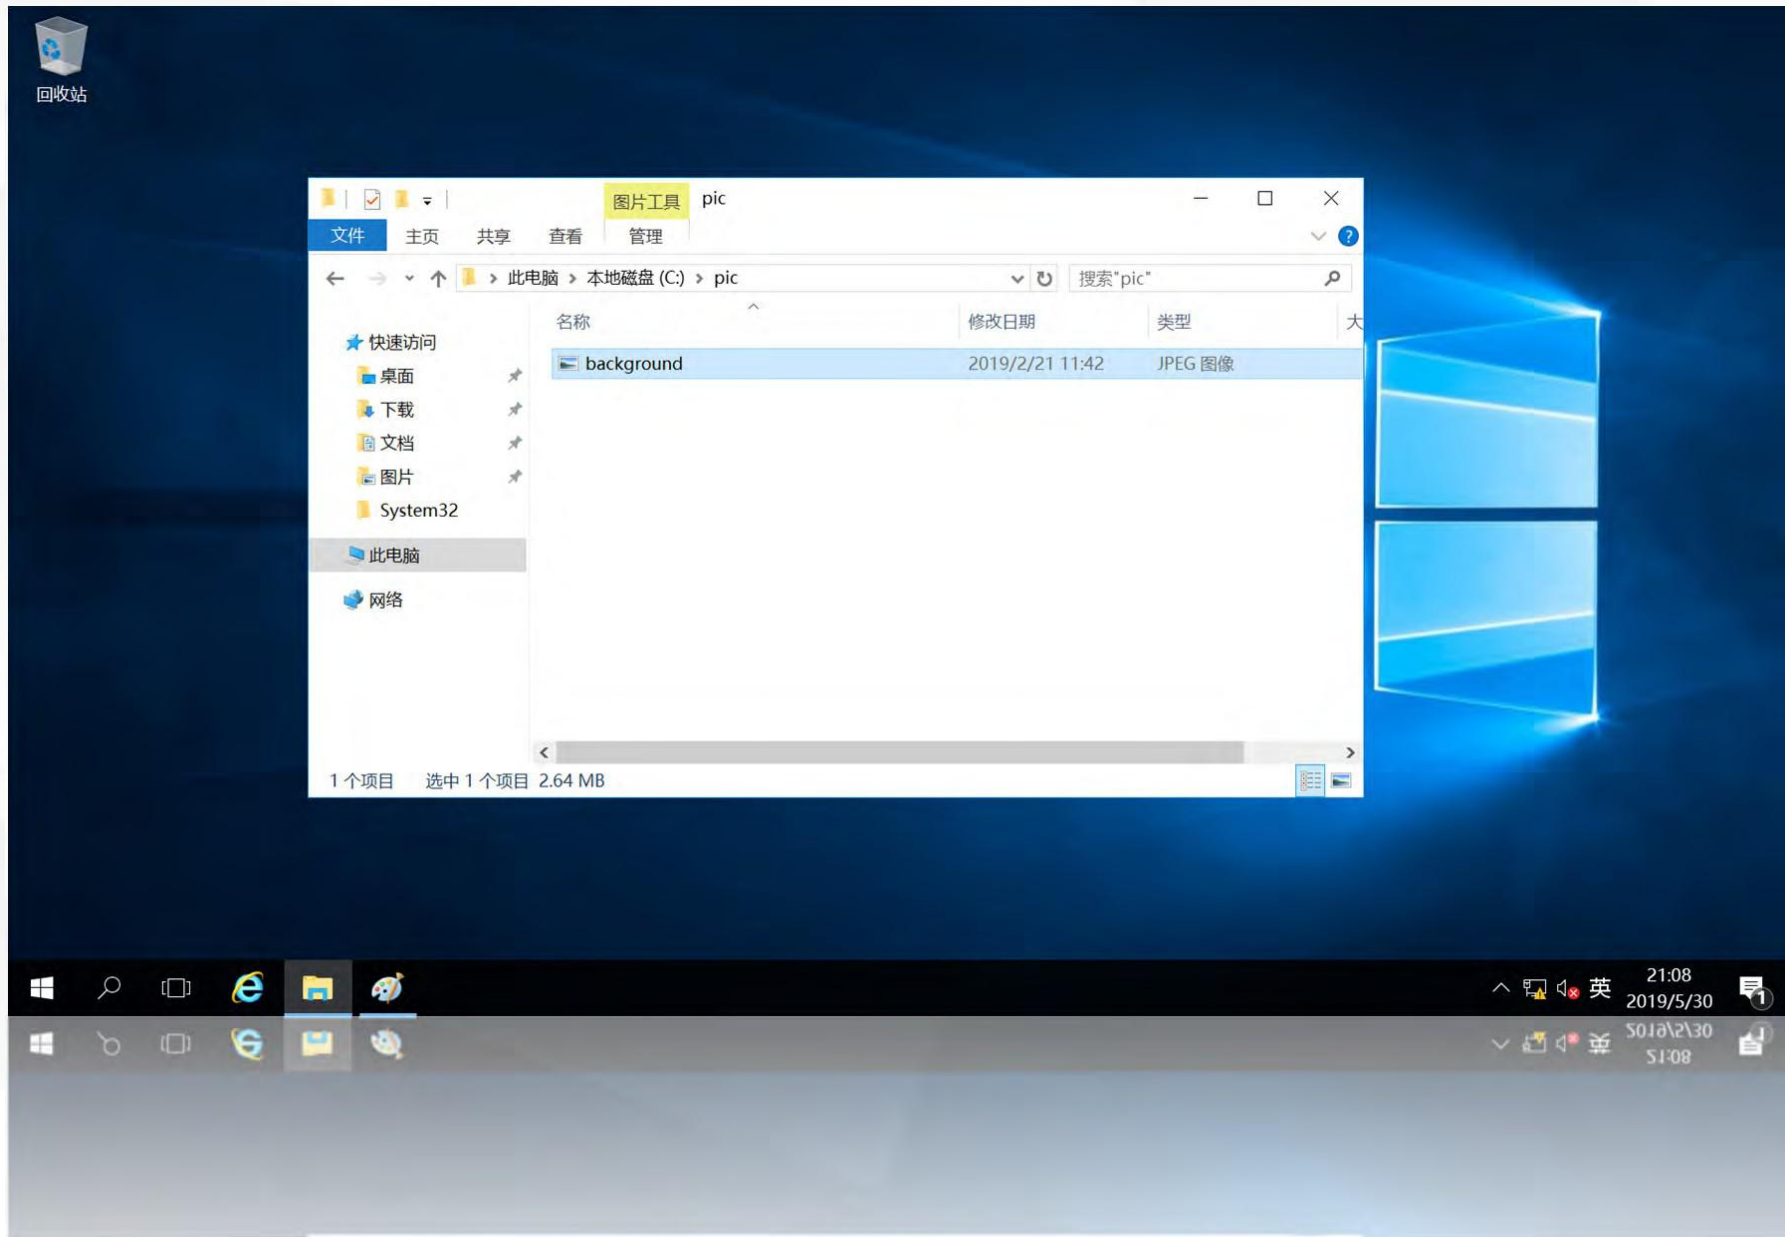 回收站
图片工具 pic
文件 主页 共享 查看 管理
此电脑 > 本地磁盘 (C:) > pic 搜索"pic"
名称 修改日期 类型 大
快速访问
background 2019/2/21 11:42 JPEG 图像
桌面
下载
文档
图片
System32
此电脑
网络
1 个项目 选中 1 个项目 2.64 MB
英 21:08
2019/5/30
1